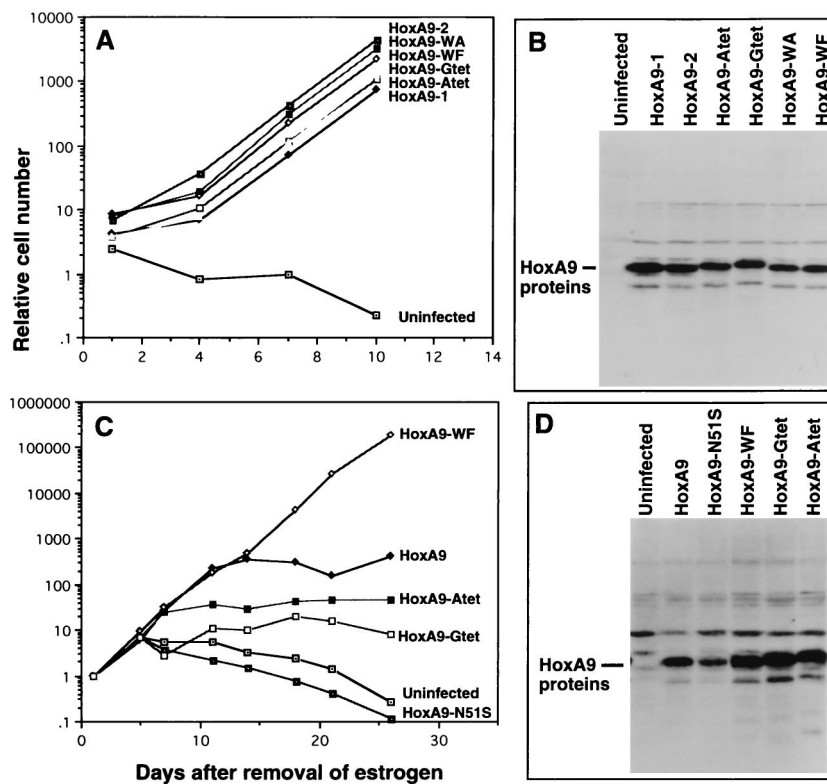 A
10000
1000
100
10
1
.1
0
2
4
6
8
10
12
14
HoxA9-2
HoxA9-WA
HoxA9-WF
HoxA9-Gtet
HoxA9-Atet
HoxA9-1
Uninfected
Relative cell number
B
Uninfected
HoxA9-1
HoxA9-2
HoxA9-Atet
HoxA9-Gtet
HoxA9-WA
HoxA9-WF
HoxA9
proteins
C
1000000
100000
10000
1000
100
10
1
.1
0
10
20
30
HoxA9-WF
HoxA9
HoxA9-Atet
HoxA9-Gtet
Uninfected
HoxA9-N51S
Days after removal of estrogen
D
Uninfected
HoxA9
HoxA9-N51S
HoxA9-WF
HoxA9-Gtet
HoxA9-Atet
HoxA9
proteins